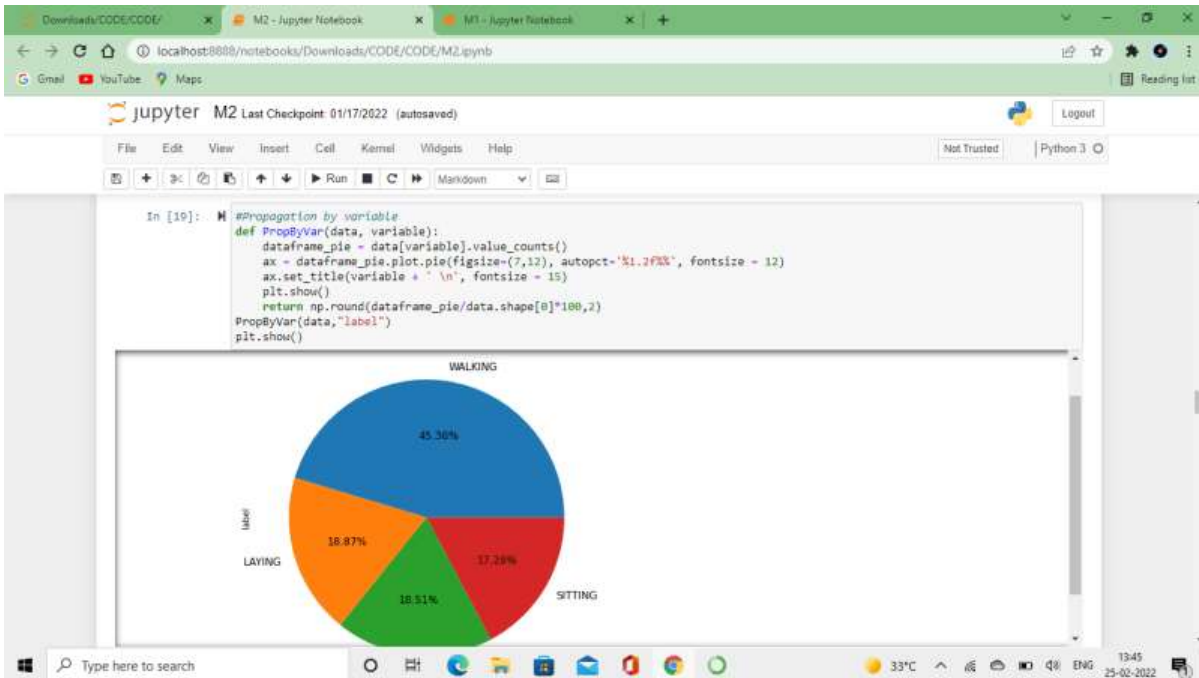 Downloads/CODE/CODE/
M2 - Jupyter Notebook
M1 - Jupyter Notebook
localhost:8888/notebooks/Downloads/CODE/CODE/M2.ipynb
Gmail
YouTube
Maps
Reading list
jupyter M2 Last Checkpoint: 01/17/2022 (autosaved)
Logout
File Edit View Insert Cell Kernel Widgets Help
Not Trusted
Python 3
Run
Markdown
In [19]:
#Propagation by variable
def PropByVar(data, variable):
    dataframe_pie = data[variable].value_counts()
    ax = dataframe_pie.plot.pie(figsize=(7,12), autopct='%1.2f%%', fontsize = 12)
    ax.set_title(variable + ' \n', fontsize = 15)
    plt.show()
    return np.round(dataframe_pie/data.shape[0]*100,2)
PropByVar(data,"label")
plt.show()
WALKING
45.36%
label
18.87%
17.26%
LAYING
18.51%
SITTING
Type here to search
33°C
ENG
13:45
25-02-2022